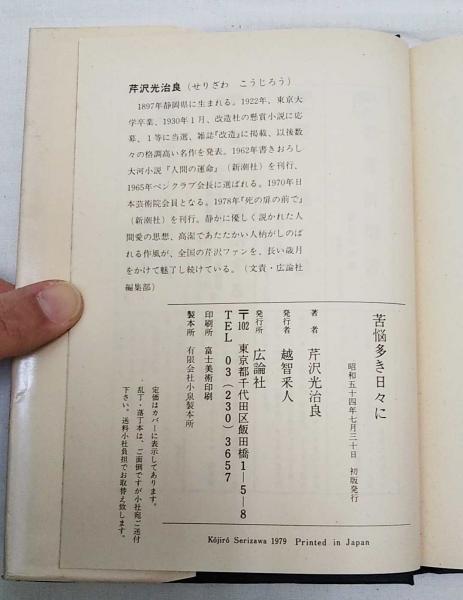 芹沢光治良(せりざわ こうじろう)
1897年静岡県に生まれる。1922年、東京大
学卒業、1930年1月、改造社の懸賞小説に応
募、1等に当選、雑誌『改造』に掲載、以後数
々の格調高い名作を発表。1962年書きおろし
大河小説『人間の運命』(新潮社)を刊行、
1965年ペンクラブ会長に選ばれる。1970年日
本芸術院会員となる。1978年『死の扉の前で』
(新潮社)を刊行。静かに優しく説かれた人
間愛の思想、高潔であたたかい人柄がしのば
れる作風が、全国の芹沢ファンを、長い歳月
をかけて魅了し続けている。(文責・広論社
編集部)
苦悩多き日々に
昭和五十四年七月三十日 初版発行
著者 芹沢光治良
発行者 越智釆人
発行所 広論社
〒102 東京都千代田区飯田橋1—5—8
TEL 03(230)3657
印刷所 富士美術印刷
製本所 有限会社小泉製本所
定価はカバーに表示してあります。
乱丁・落丁本は、ご面倒ですが小社宛ご送付
下さい。送料小社負担でお取替え致します。
Kōjirō Serizawa 1979 Printed in Japan